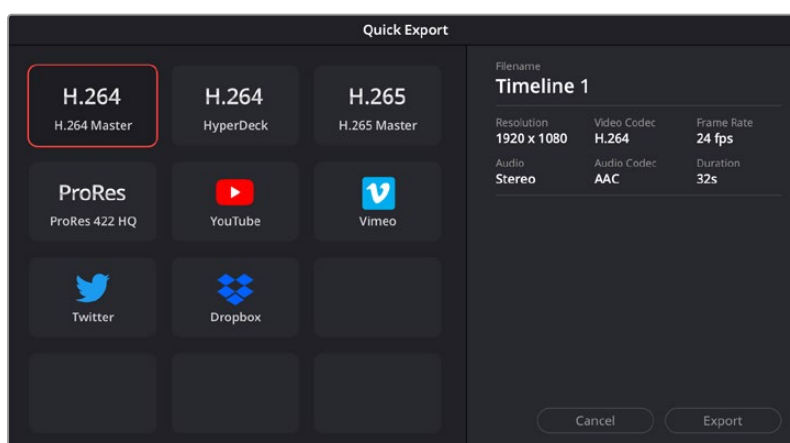 Quick Export
H.264
H.264 Master
H.264
HyperDeck
H.265
H.265 Master
ProRes
ProRes 422 HQ
YouTube
Vimeo
Twitter
Dropbox
Filename
Timeline 1
Resolution
1920 x 1080
Video Codec
H.264
Frame Rate
24 fps
Audio
Stereo
Audio Codec
AAC
Duration
32s
Cancel
Export